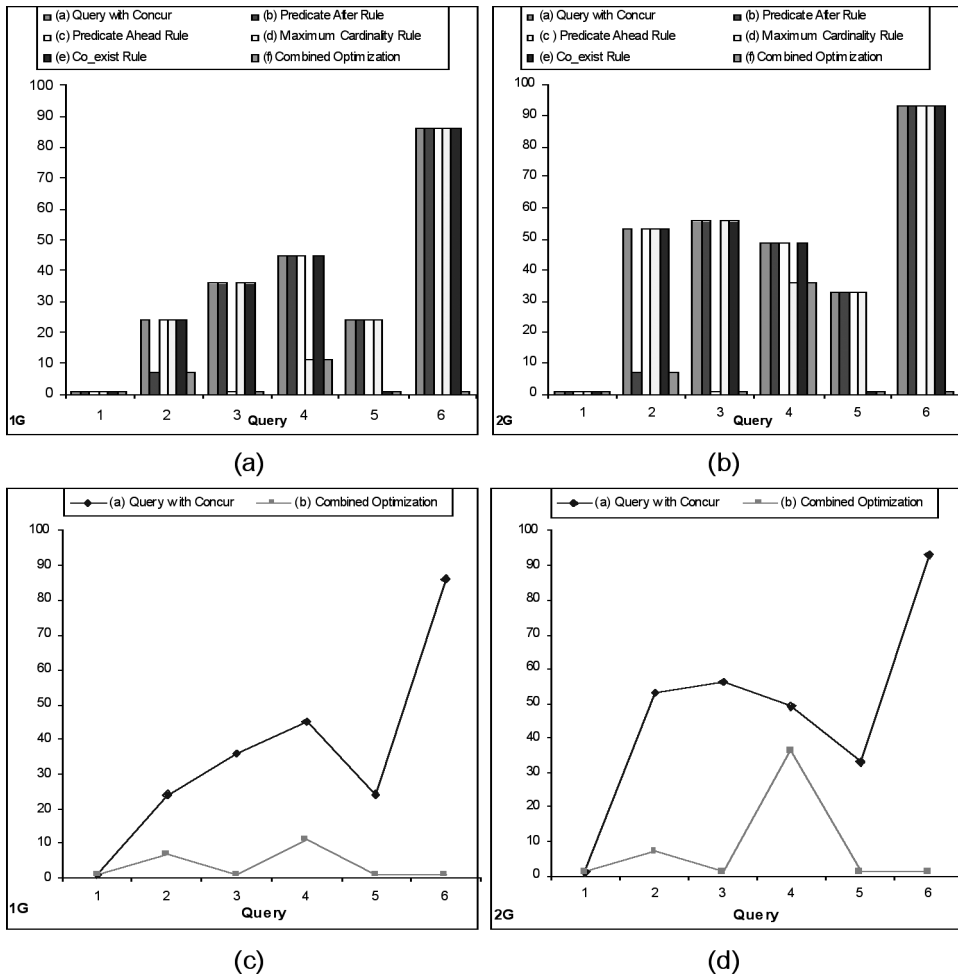 (a) Query with Concur (b) Predicate After Rule
(c) Predicate Ahead Rule (d) Maximum Cardinality Rule
(e) Co_exist Rule (f) Combined Optimization
100
90
80
70
60
50
40
30
20
10
0
1 2 3 4 5 6
1G Query
(a)
(a) Query with Concur (b) Predicate After Rule
(c ) Predicate Ahead Rule (d) Maximum Cardinality Rule
(e) Co_exist Rule (f) Combined Optimization
100
90
80
70
60
50
40
30
20
10
0
1 2 3 4 5 6
2G Query
(b)
(a) Query with Concur (b) Combined Optimization
100
90
80
70
60
50
40
30
20
10
0
1 2 3 4 5 6
1G Query
(c)
(a) Query with Concur (b) Combined Optimization
100
90
80
70
60
50
40
30
20
10
0
1 2 3 4 5 6
2G Query
(d)